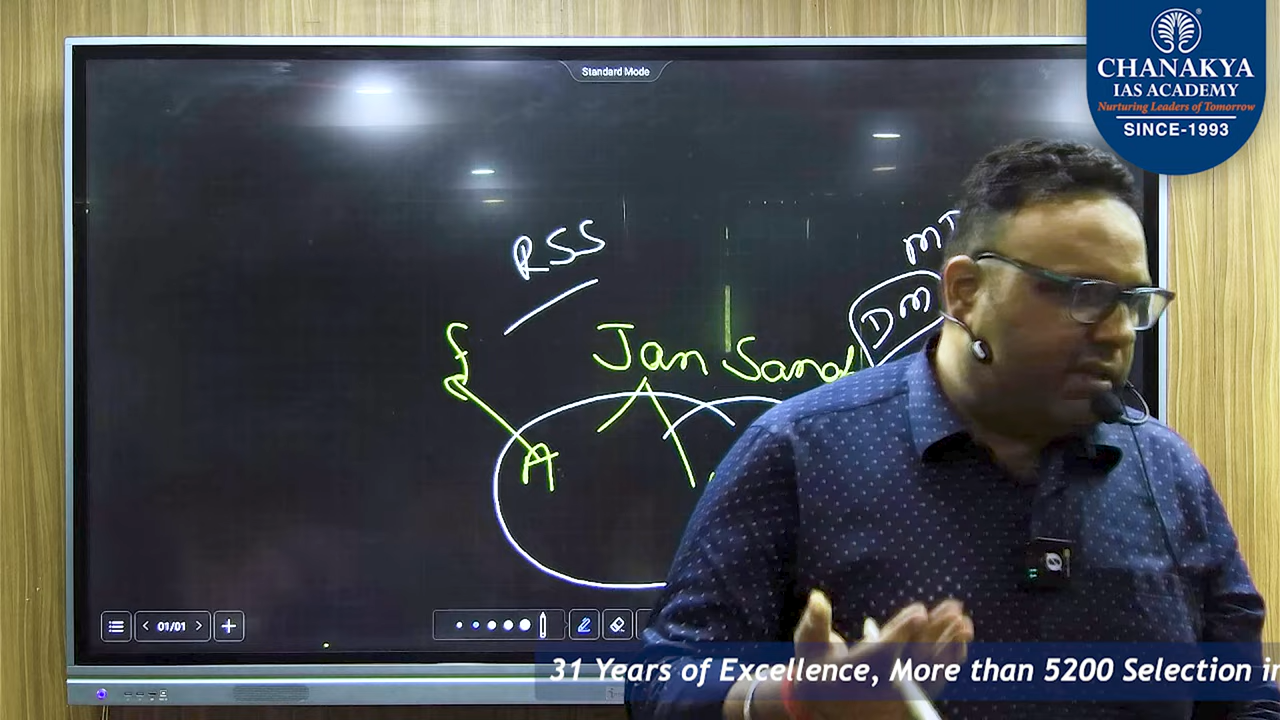 Standard Mode
CHANAKYA
IAS ACADEMY
Nurturing Leaders of Tomorrow
SINCE-1993
RSS
DM
Jan
A
01/01
31 Years of Excellence, More than 5200 Selection in